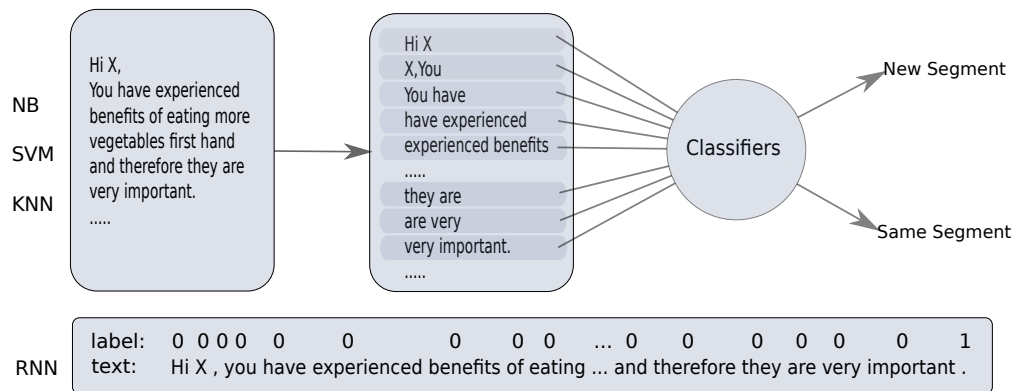 NB
SVM
KNN
Hi X,
You have experienced
benefits of eating more
vegetables first hand
and therefore they are
very important.
.....
Hi X
X,You
You have
have experienced
experienced benefits
.....
they are
are very
very important.
.....
Classifiers
New Segment
Same Segment
RNN
label: 0 0 0 0 0 0 0 0 0 ... 0 0 0 0 0 0 1
text: Hi X , you have experienced benefits of eating ... and therefore they are very important .